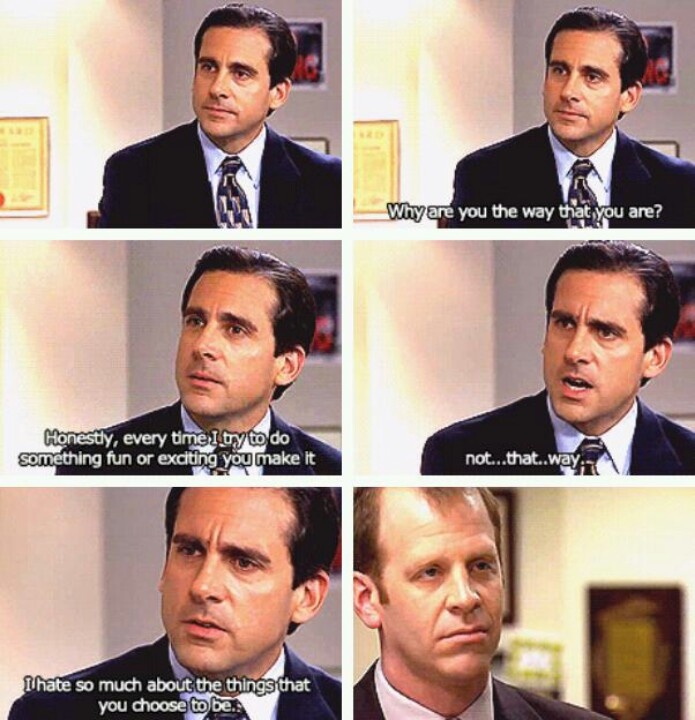 Why are you the way that you are?
Honestly, every time I try to do
something fun or exciting you make it
not...that..way.
I hate so much about the things that
you choose to be.